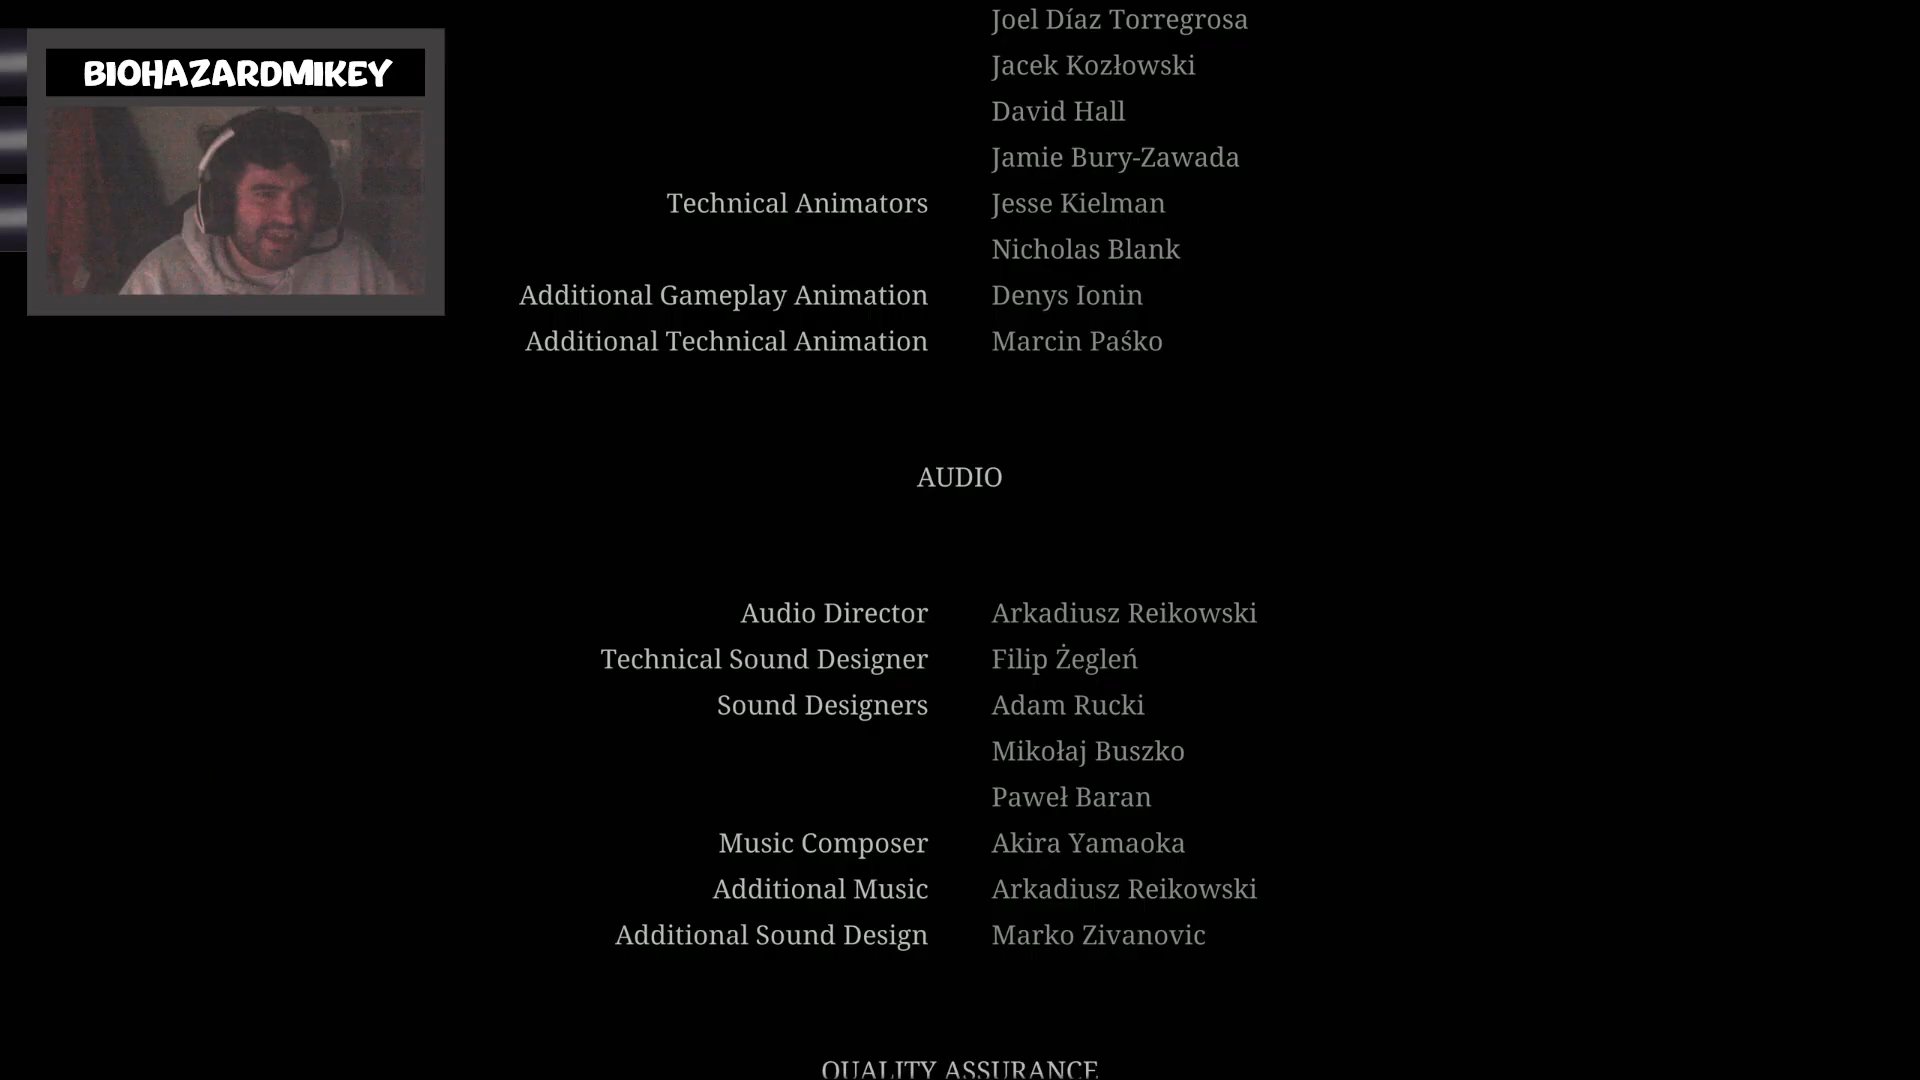 BIOHAZARDMIKEY
Joel Díaz Torregrosa
Jacek Kozłowski
David Hall
Jamie Bury-Zawada
Technical Animators Jesse Kielman
Nicholas Blank
Additional Gameplay Animation Denys Ionin
Additional Technical Animation Marcin Paśko
AUDIO
Audio Director Arkadiusz Reikowski
Technical Sound Designer Filip Żegleń
Sound Designers Adam Rucki
Mikołaj Buszko
Paweł Baran
Music Composer Akira Yamaoka
Additional Music Arkadiusz Reikowski
Additional Sound Design Marko Zivanovic
QUALITY ASSURANCE